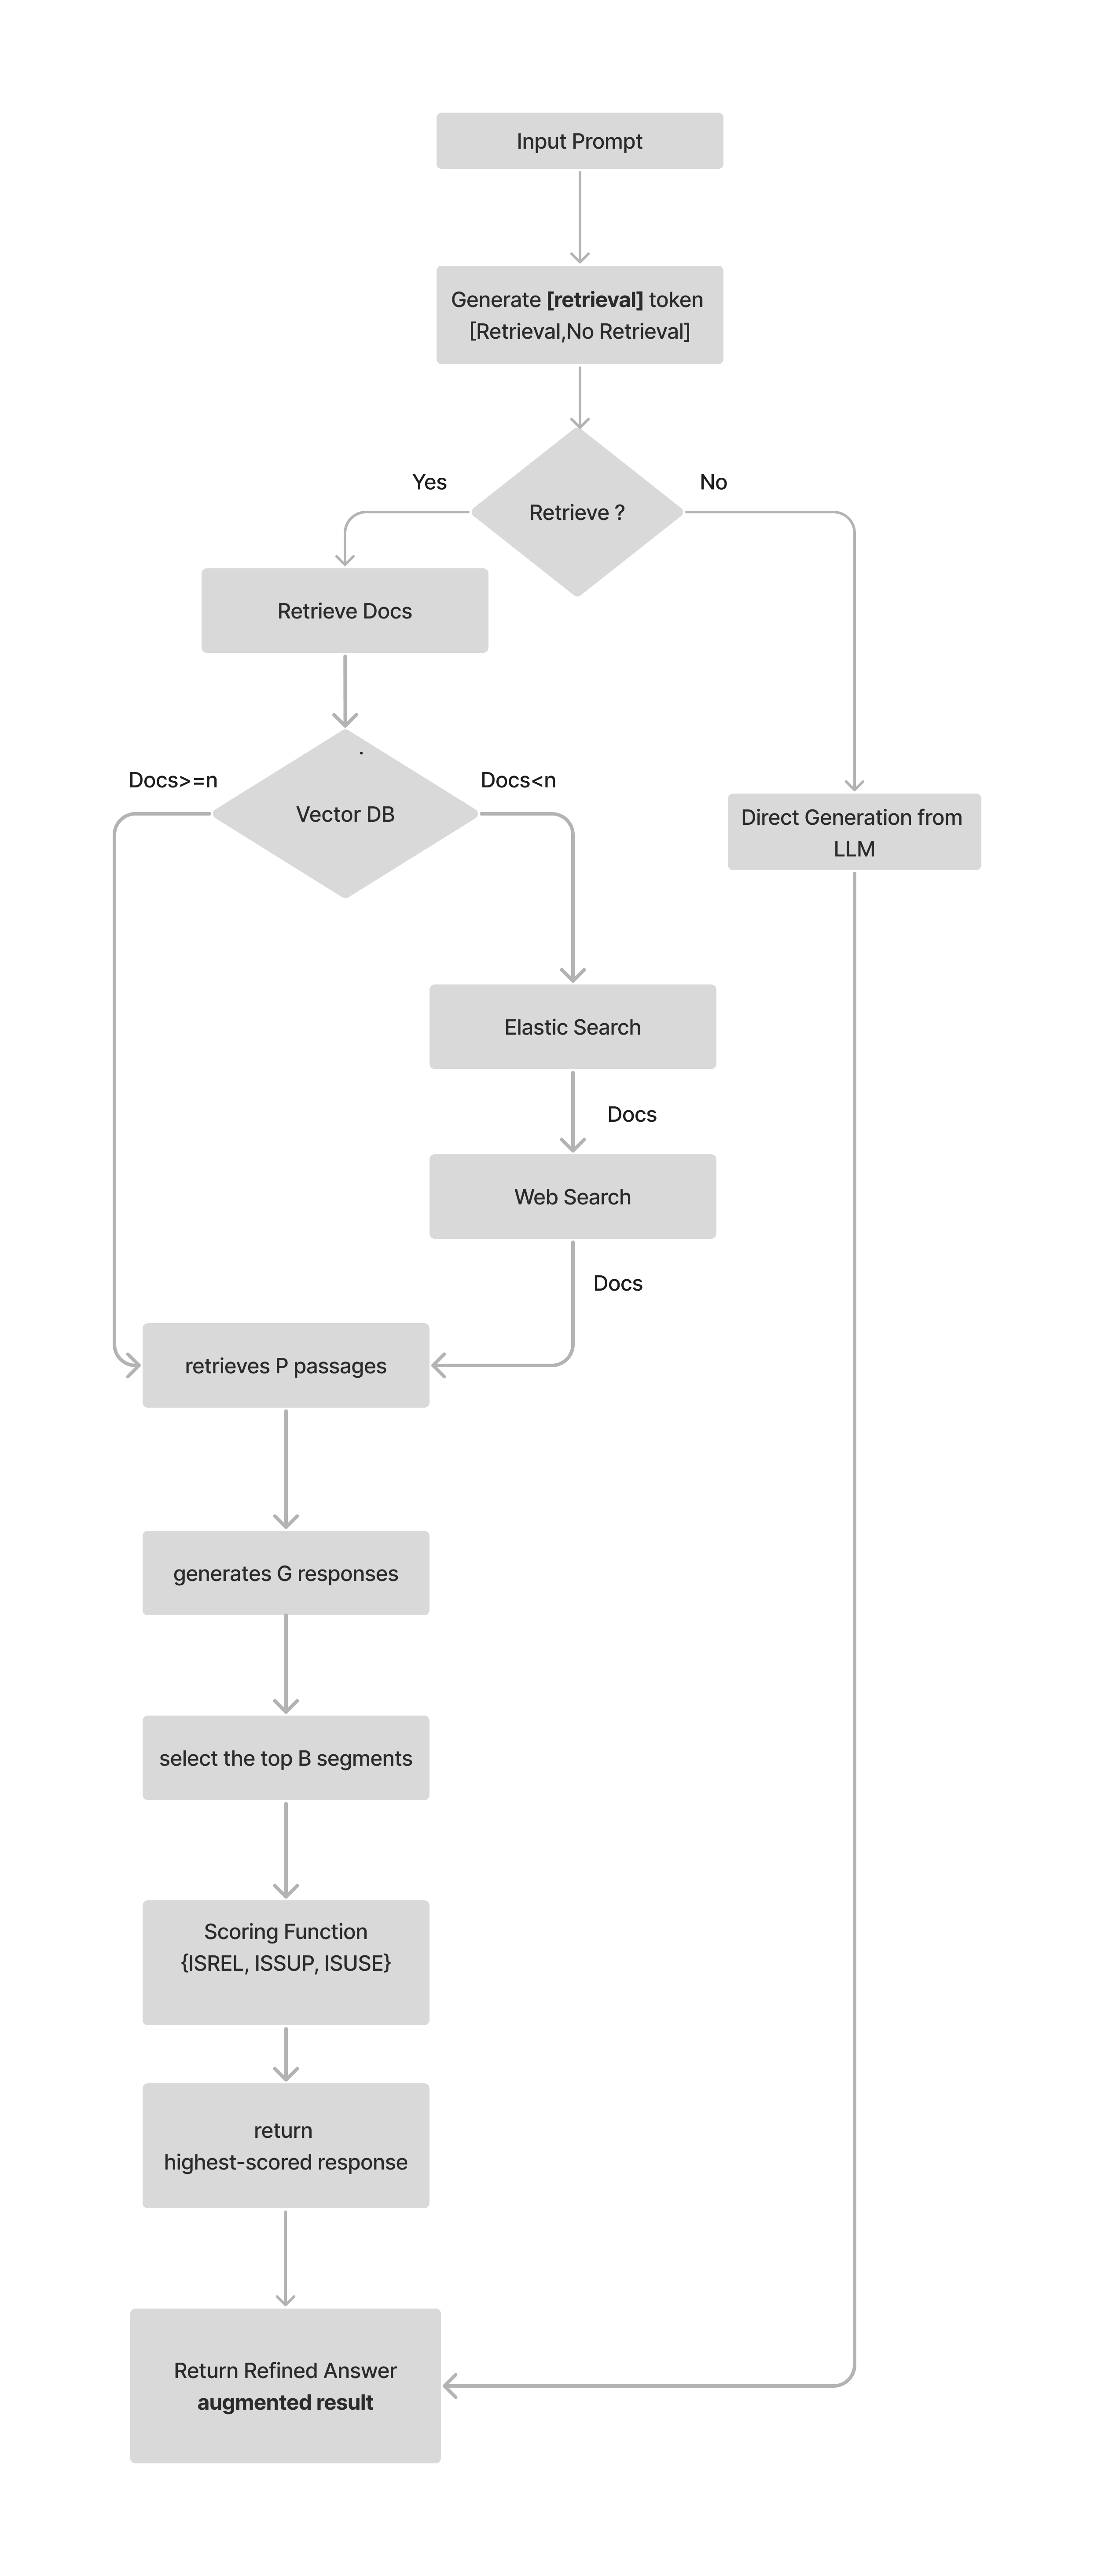 Input Prompt
Generate [retrieval] token
[Retrieval,No Retrieval]
Yes
No
Retrieve ?
Retrieve Docs
.
Docs>=n
Docs<n
Vector DB
Direct Generation from
LLM
Elastic Search
Docs
Web Search
Docs
retrieves P passages
generates G responses
select the top B segments
Scoring Function
{ISREL, ISSUP, ISUSE}
return
highest-scored response
Return Refined Answer
augmented result